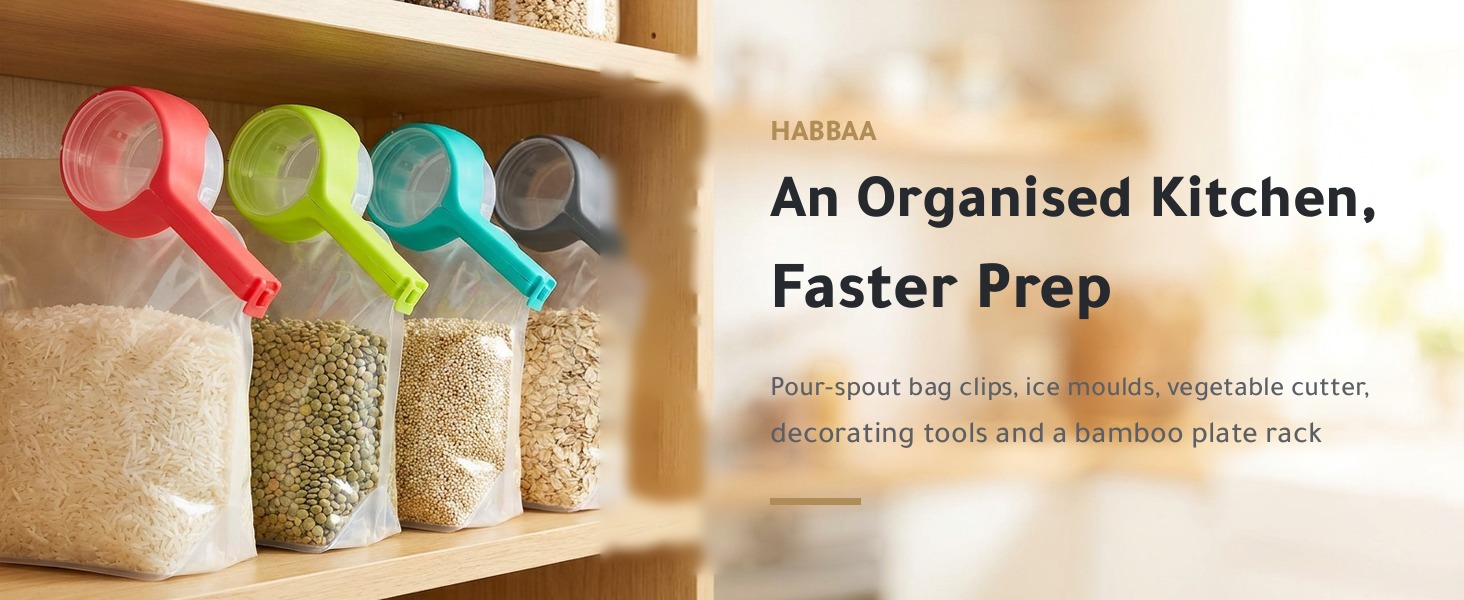 HABBAA
An Organised Kitchen,
Faster Prep
Pour-spout bag clips, ice moulds, vegetable cutter,
decorating tools and a bamboo plate rack